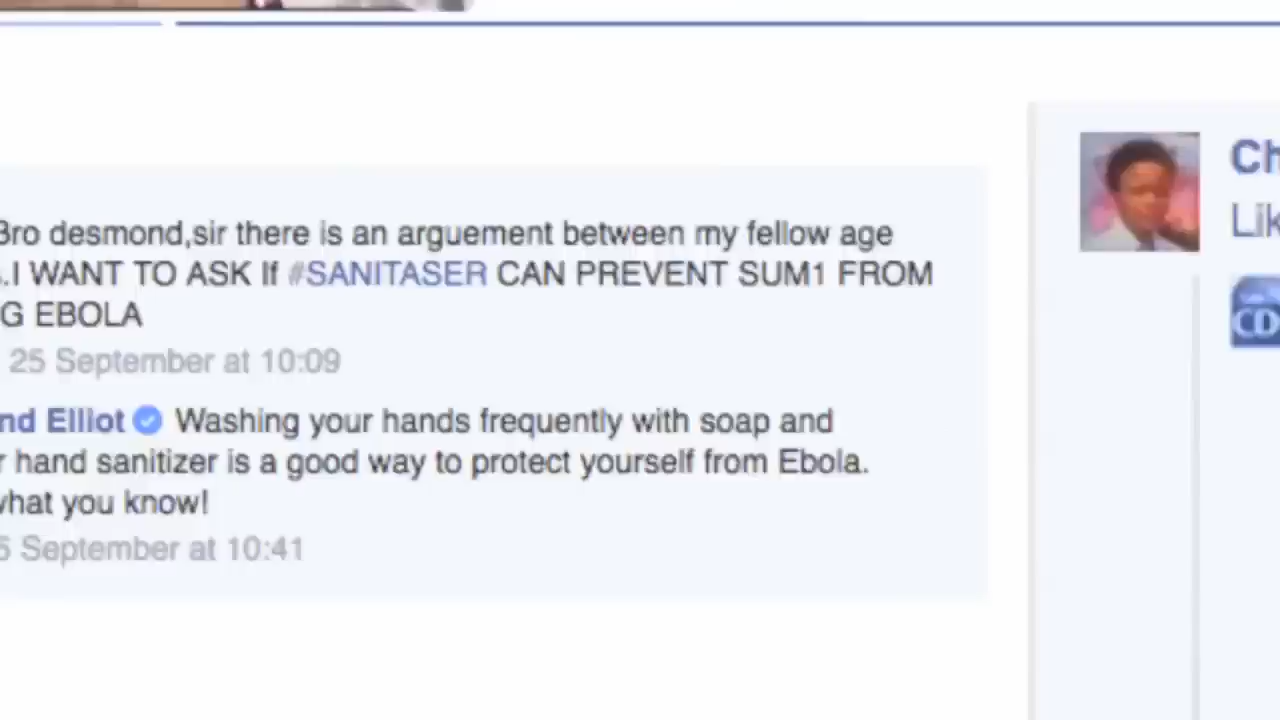 Bro desmond,sir there is an arguement between my fellow age
.I WANT TO ASK If #SANITASER CAN PREVENT SUM1 FROM
G EBOLA
25 September at 10:09
nd Elliot Washing your hands frequently with soap and
r hand sanitizer is a good way to protect yourself from Ebola.
what you know!
5 September at 10:41
Ch
Lik
CD